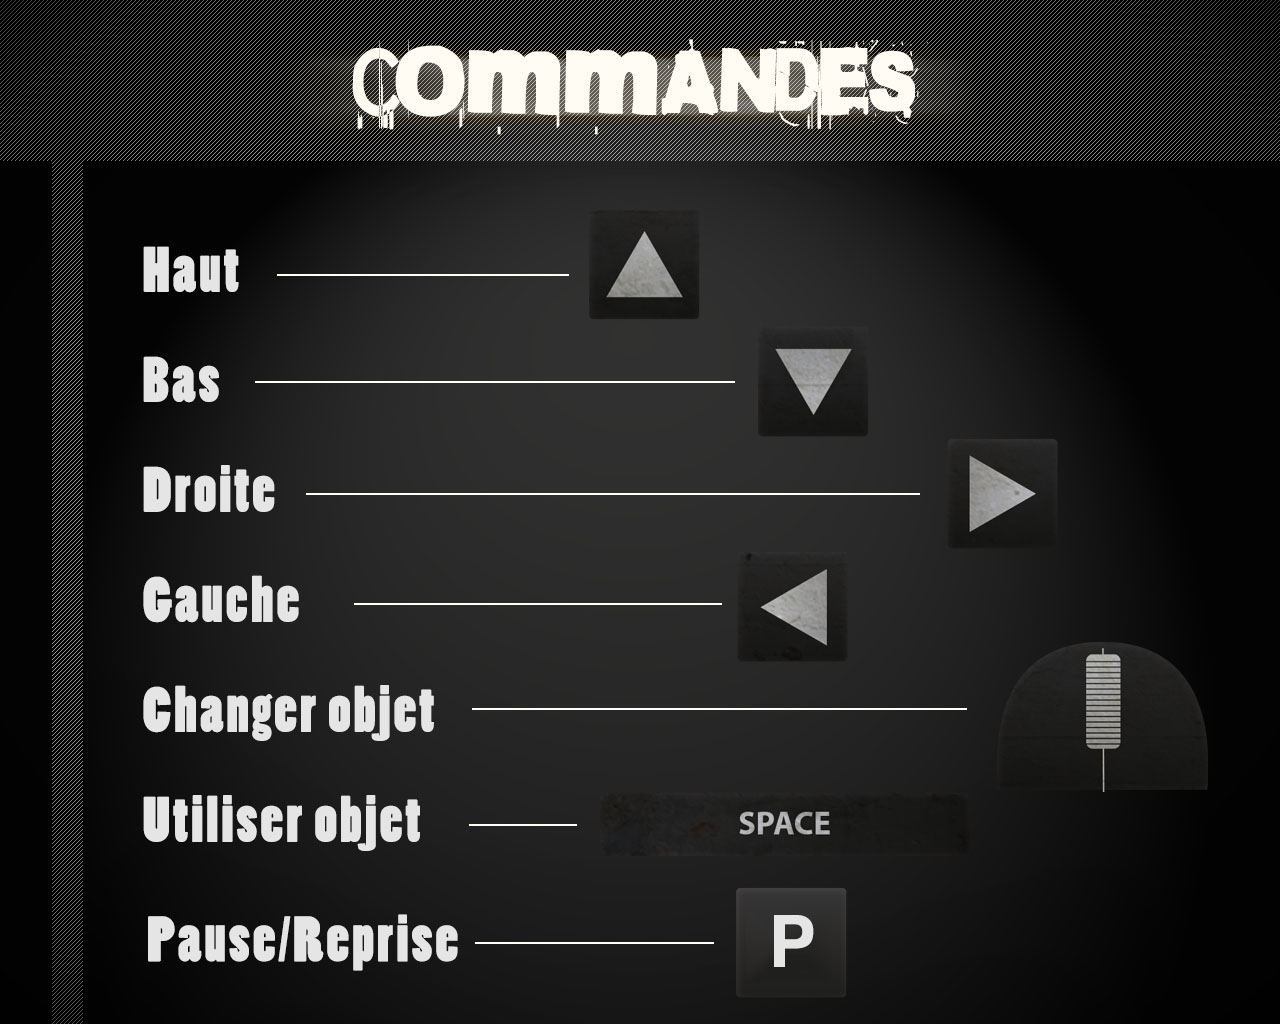 COmmANDES
Haut
Bas
Droite
Gauche
Changer objet
Utiliser objet SPACE
Pause/Reprise P